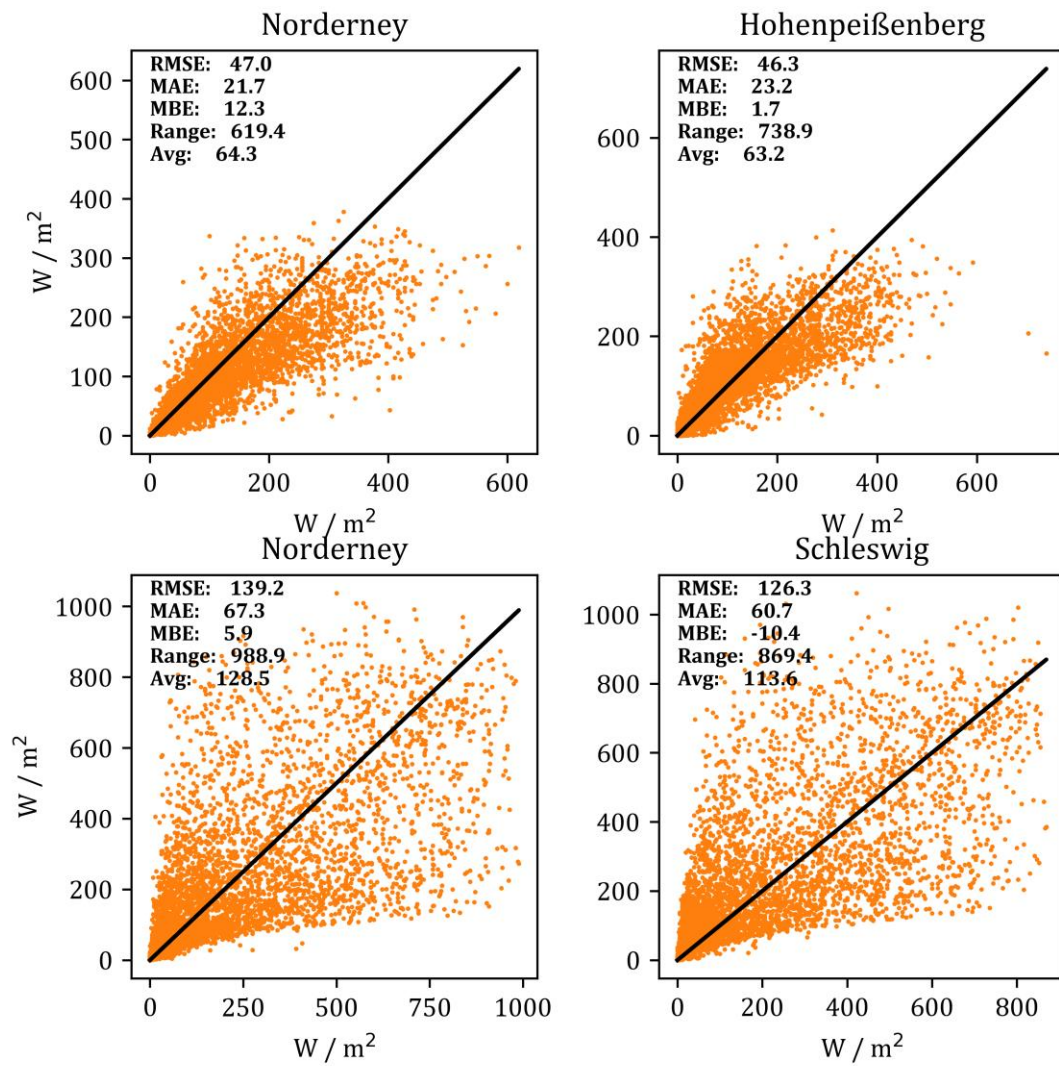 Norderney
RMSE: 47.0
MAE: 21.7
MBE: 12.3
Range: 619.4
Avg: 64.3
600
500
400
300
200
100
0
W / m²
0 200 400 600
W / m²
Hohenpeißenberg
RMSE: 46.3
MAE: 23.2
MBE: 1.7
Range: 738.9
Avg: 63.2
600
400
200
0
0 200 400 600
W / m²
Norderney
RMSE: 139.2
MAE: 67.3
MBE: 5.9
Range: 988.9
Avg: 128.5
1000
800
600
400
200
0
W / m²
0 250 500 750 1000
W / m²
Schleswig
RMSE: 126.3
MAE: 60.7
MBE: -10.4
Range: 869.4
Avg: 113.6
1000
800
600
400
200
0
0 200 400 600 800
W / m²